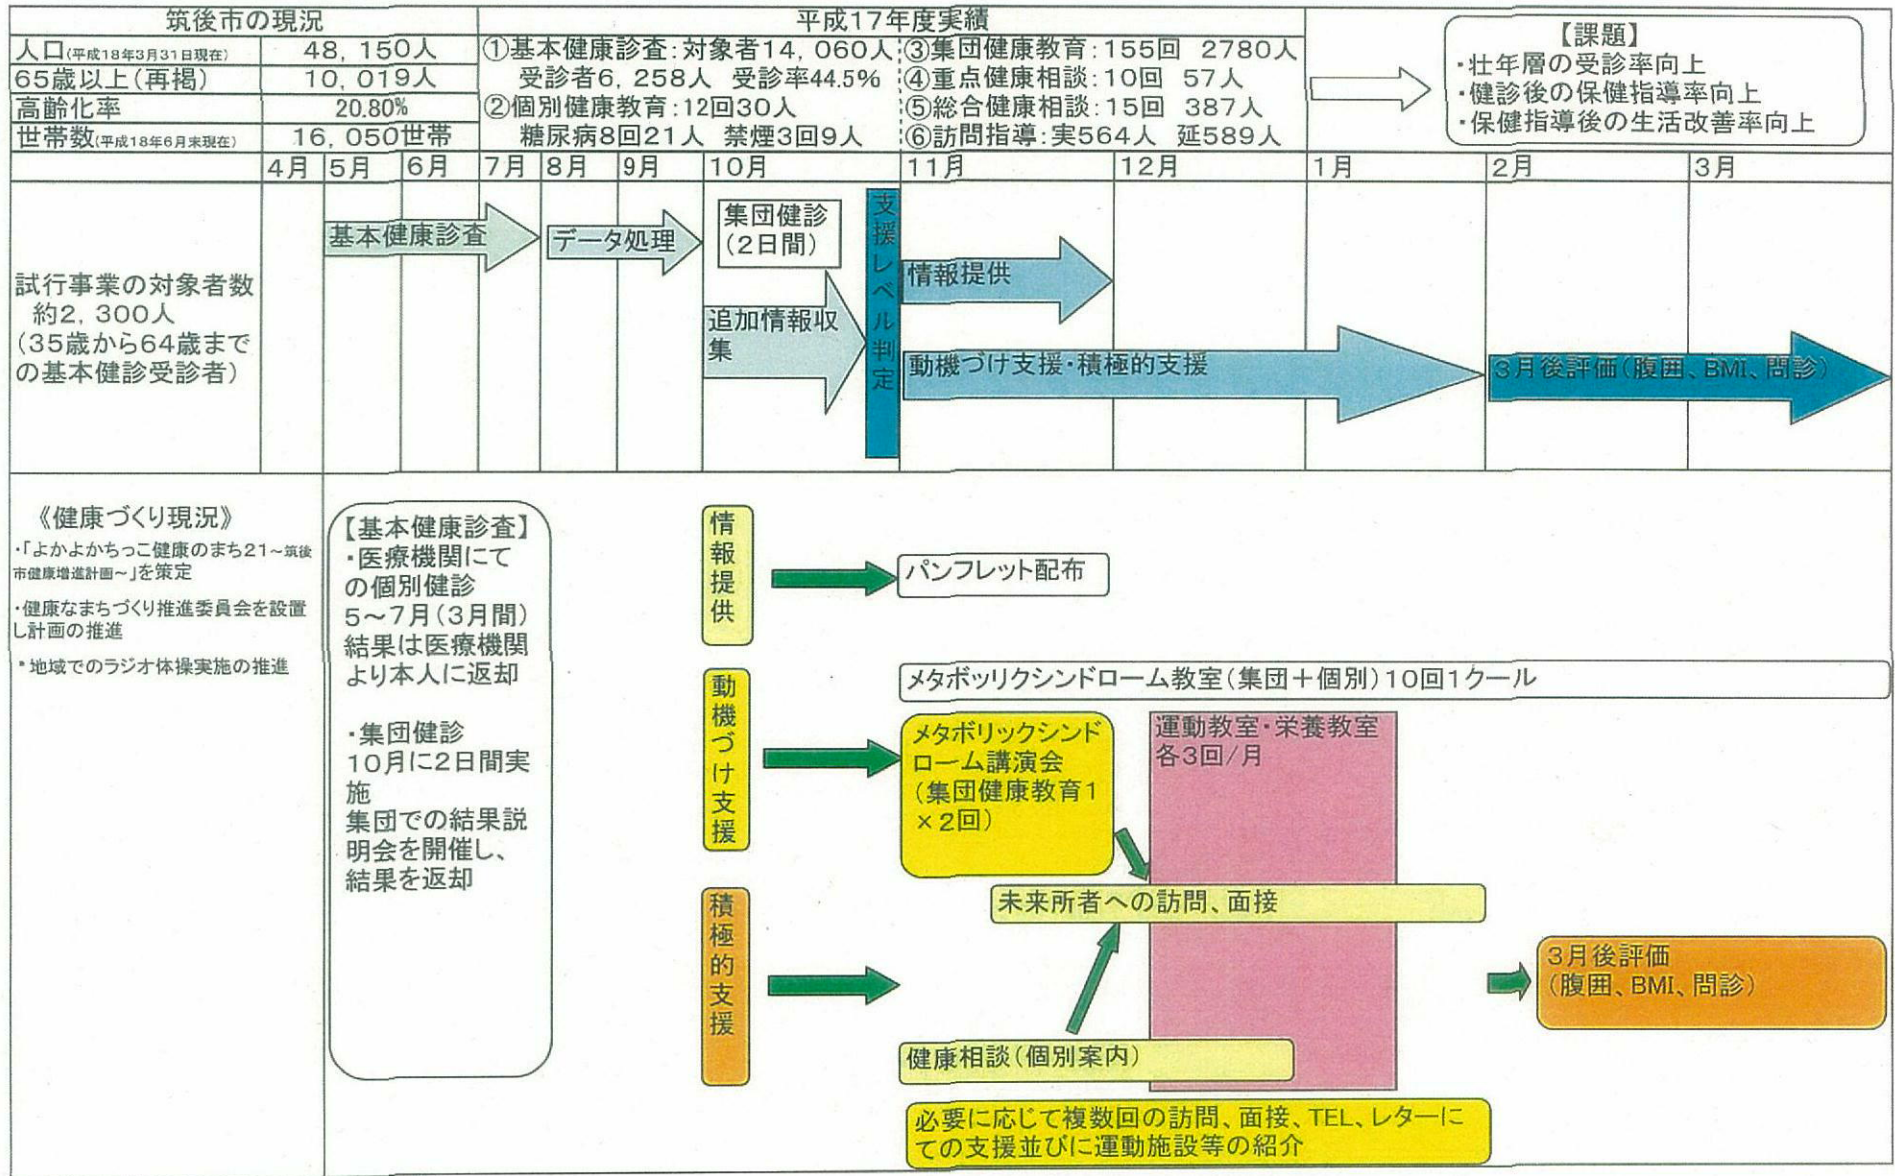 筑後市の現況
平成17年度実績
人口(平成18年3月31日現在)
48,150人
65歳以上(再掲)
10,019人
高齢化率
20.80%
世帯数(平成18年6月末現在)
16,050世帯
①基本健康診査:対象者14,060人
受診者6,258人 受診率44.5%
②個別健康教育:12回30人
糖尿病8回21人 禁煙3回9人
③集団健康教育:155回 2780人
④重点健康相談:10回 57人
⑤総合健康相談:15回 387人
⑥訪問指導:実564人 延589人
【課題】
・壮年層の受診率向上
・健診後の保健指導率向上
・保健指導後の生活改善率向上
4月 5月 6月 7月 8月 9月 10月 11月 12月 1月 2月 3月
試行事業の対象者数
約2,300人
(35歳から64歳まで
の基本健診受診者)
基本健康診査
データ処理
集団健診
(2日間)
追加情報収
集
支援レベル判定
情報提供
動機づけ支援・積極的支援
3月後評価(腹囲、BMI、問診)
《健康づくり現況》
・「よかよかちっこ健康のまち21~筑後
市健康増進計画~」を策定
・健康なまちづくり推進委員会を設置
し計画の推進
・地域でのラジオ体操実施の推進
【基本健康診査】
・医療機関にて
の個別健診
5~7月(3月間)
結果は医療機関
より本人に返却
・集団健診
10月に2日間実
施
集団での結果説
明会を開催し、
結果を返却
情報提供
パンフレット配布
動機づけ支援
メタボッリクシンドローム教室(集団+個別)10回1クール
メタボリックシンド
ローム講演会
(集団健康教育1
×2回)
運動教室・栄養教室
各3回/月
未来所者への訪問、面接
積極的支援
3月後評価
(腹囲、BMI、問診)
健康相談(個別案内)
必要に応じて複数回の訪問、面接、TEL、レターに
ての支援並びに運動施設等の紹介